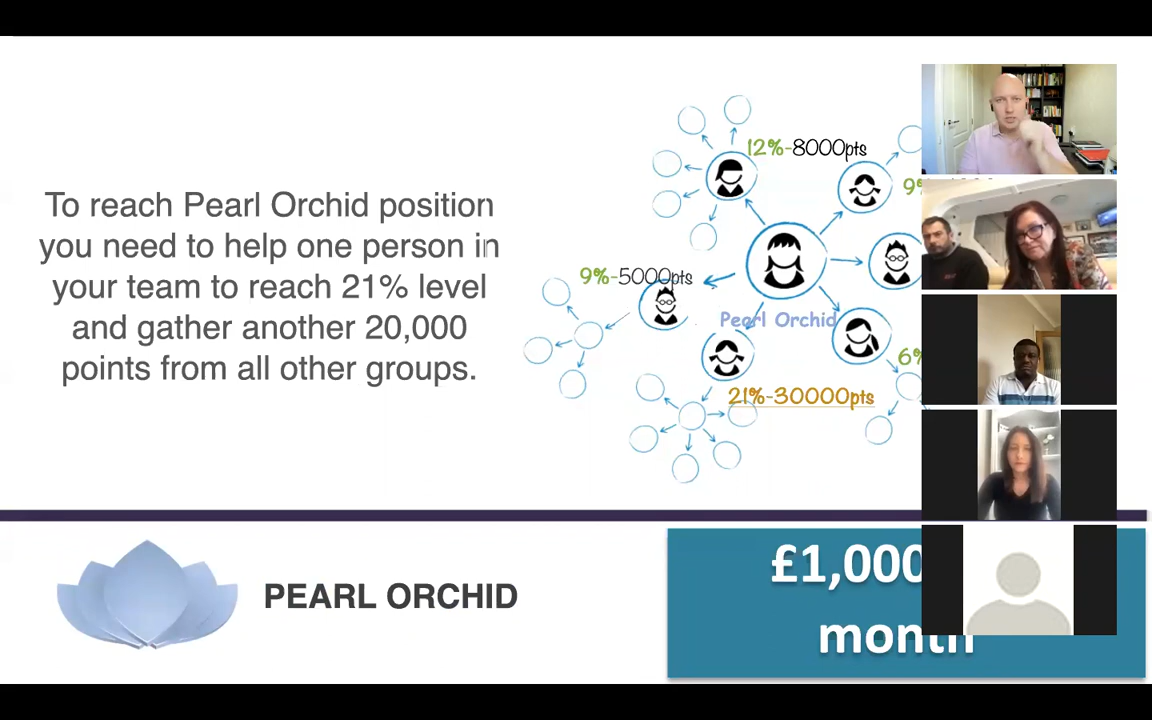 To reach Pearl Orchid position
you need to help one person in
your team to reach 21% level
and gather another 20,000
points from all other groups.
12%-8000pts
9%-5000pts
Pearl Orchid
6%
21%-30000pts
PEARL ORCHID
£1,000
month